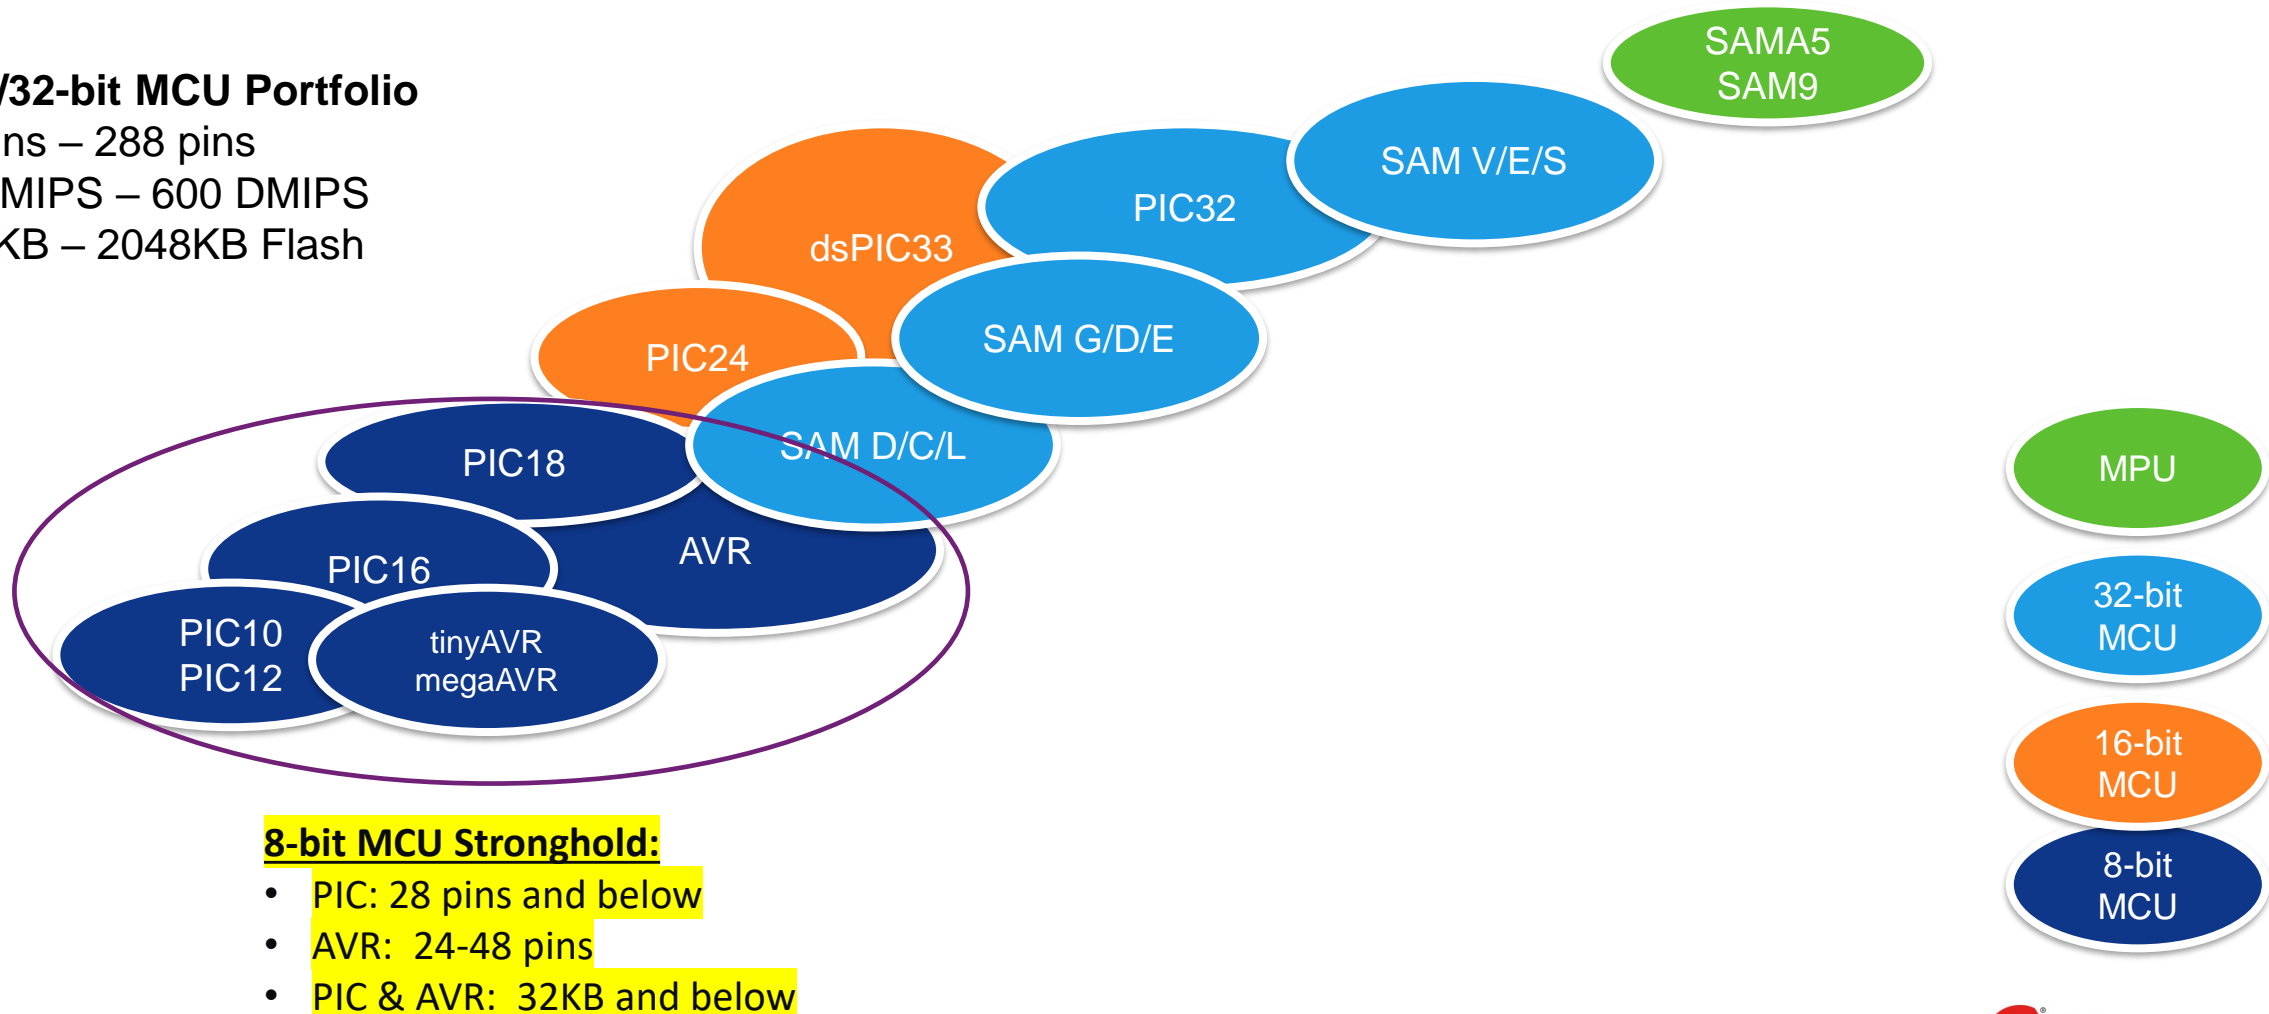 /32-bit MCU Portfolio
ns – 288 pins
MIPS – 600 DMIPS
KB – 2048KB Flash
SAMA5
SAM9
SAM V/E/S
PIC32
dsPIC33
SAM G/D/E
PIC24
SAM D/C/L
PIC18
AVR
PIC16
PIC10
PIC12
tinyAVR
megaAVR
MPU
32-bit
MCU
16-bit
MCU
8-bit
MCU
8-bit MCU Stronghold:
• PIC: 28 pins and below
• AVR: 24-48 pins
• PIC & AVR: 32KB and below
®